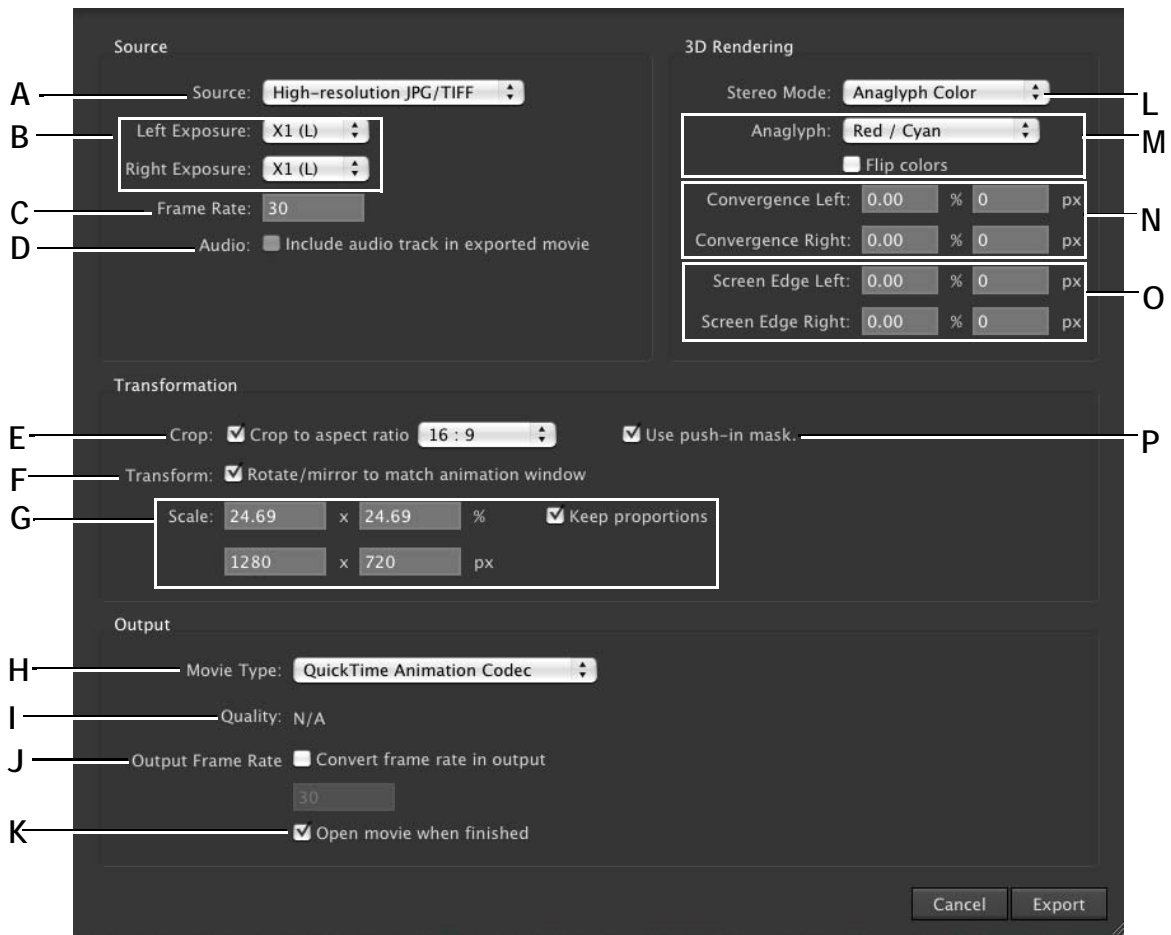 Source
A
Source: High-resolution JPG/TIFF
B
Left Exposure: X1 (L)
Right Exposure: X1 (L)
C
Frame Rate: 30
D
Audio: Include audio track in exported movie
3D Rendering
Stereo Mode: Anaglyph Color
L
Anaglyph: Red / Cyan
M
Flip colors
Convergence Left: 0.00 % 0 px
N
Convergence Right: 0.00 % 0 px
Screen Edge Left: 0.00 % 0 px
O
Screen Edge Right: 0.00 % 0 px
Transformation
E
Crop: Crop to aspect ratio 16 : 9 Use push-in mask.
P
F
Transform: Rotate/mirror to match animation window
G
Scale: 24.69 x 24.69 % Keep proportions
1280 x 720 px
Output
H
Movie Type: QuickTime Animation Codec
I
Quality: N/A
J
Output Frame Rate Convert frame rate in output
30
K
Open movie when finished
Cancel Export